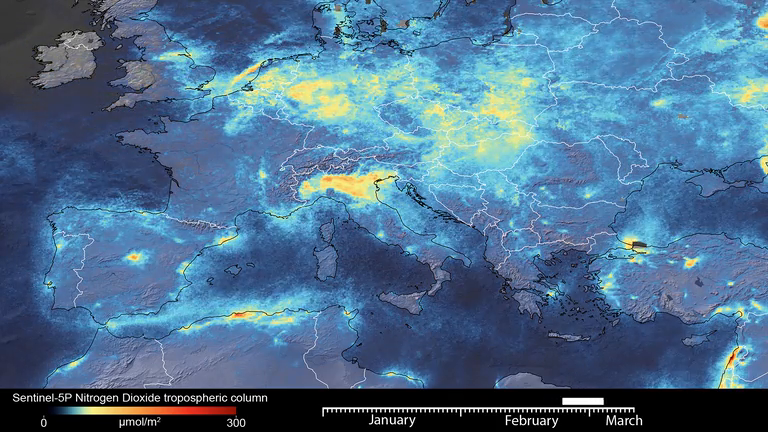 Sentinel-5P Nitrogen Dioxide tropospheric column
0 μmol/m² 300
January February March